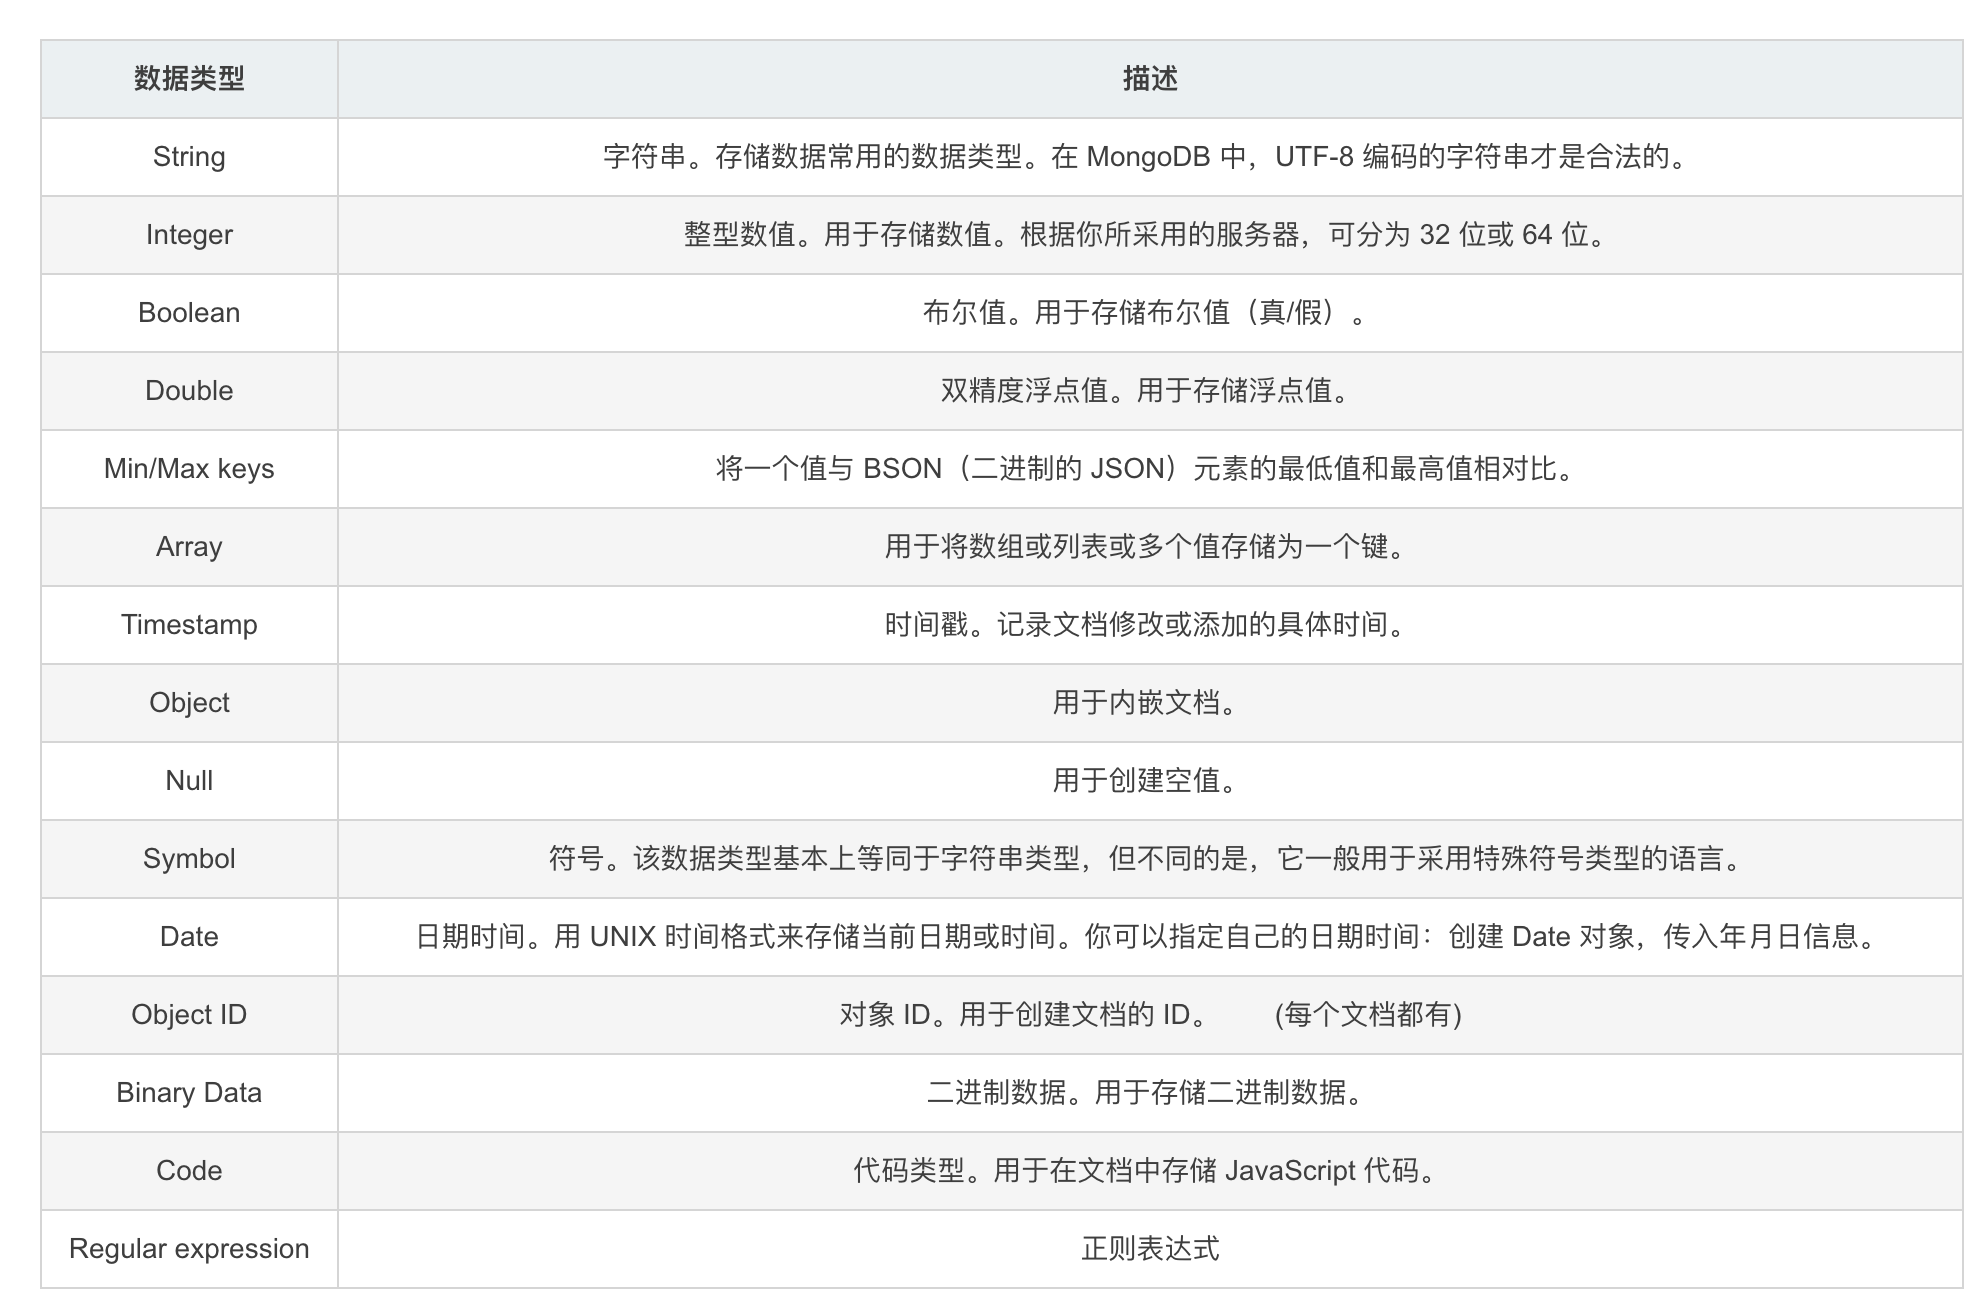 数据类型 描述
String 字符串。存储数据常用的数据类型。在 MongoDB 中，UTF-8 编码的字符串才是合法的。
Integer 整型数值。用于存储数值。根据你所采用的服务器，可分为 32 位或 64 位。
Boolean 布尔值。用于存储布尔值（真/假）。
Double 双精度浮点值。用于存储浮点值。
Min/Max keys 将一个值与 BSON（二进制的 JSON）元素的最低值和最高值相对比。
Array 用于将数组或列表或多个值存储为一个键。
Timestamp 时间戳。记录文档修改或添加的具体时间。
Object 用于内嵌文档。
Null 用于创建空值。
Symbol 符号。该数据类型基本上等同于字符串类型，但不同的是，它一般用于采用特殊符号类型的语言。
Date 日期时间。用 UNIX 时间格式来存储当前日期或时间。你可以指定自己的日期时间：创建 Date 对象，传入年月日信息。
Object ID 对象 ID。用于创建文档的 ID。 (每个文档都有)
Binary Data 二进制数据。用于存储二进制数据。
Code 代码类型。用于在文档中存储 JavaScript 代码。
Regular expression 正则表达式